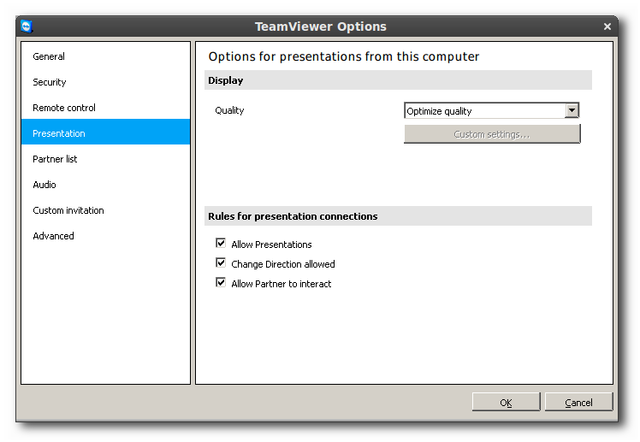 TeamViewer Options
General
Security
Remote control
Presentation
Partner list
Audio
Custom invitation
Advanced
Options for presentations from this computer
Display
Quality
Optimize quality
Custom settings...
Rules for presentation connections
Allow Presentations
Change Direction allowed
Allow Partner to interact
OK
Cancel